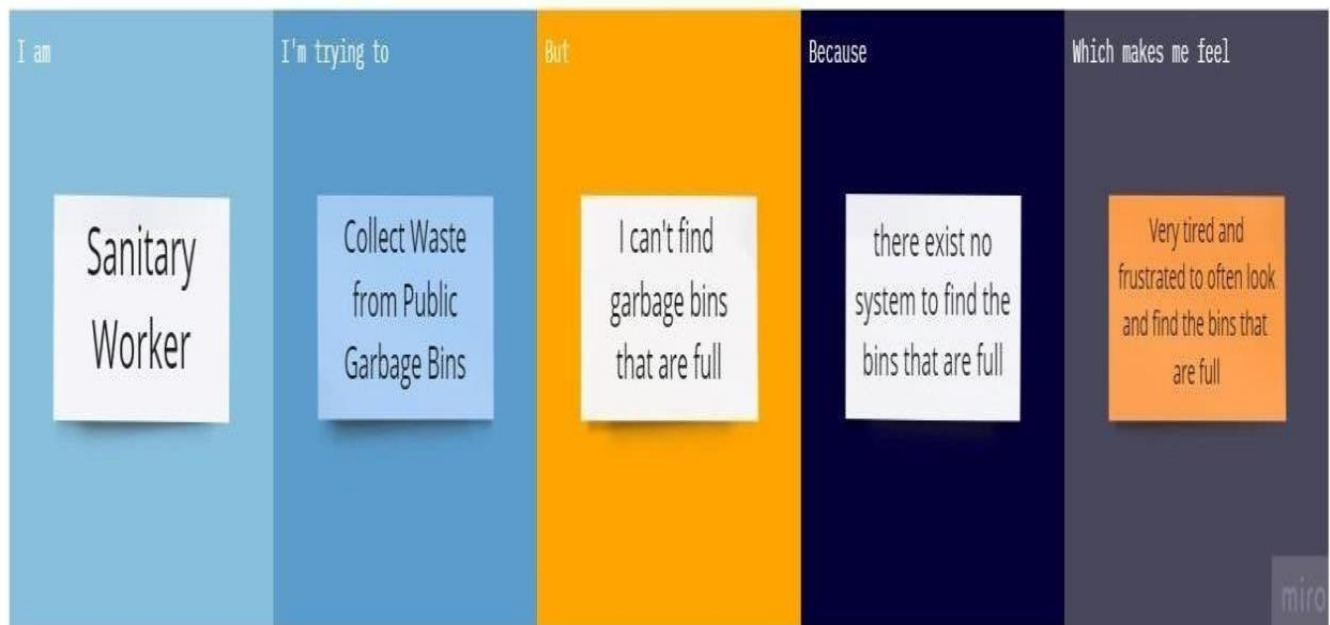 I am
Sanitary
Worker
I'm trying to
Collect Waste
from Public
Garbage Bins
But
I can't find
garbage bins
that are full
Because
there exist no
system to find the
bins that are full
Which makes me feel
Very tired and
frustrated to often look
and find the bins that
are full
miro